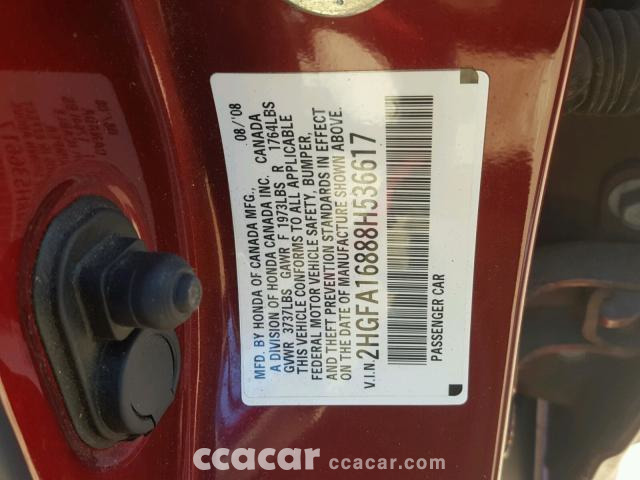 MFD. BY HONDA OF CANADA MFG., 08/'08
A DIVISION OF HONDA CANADA INC. CANADA
GVWR 3737LBS GAWR F 1973LBS R 1764LBS
THIS VEHICLE CONFORMS TO ALL APPLICABLE
FEDERAL MOTOR VEHICLE SAFETY, BUMPER,
AND THEFT PREVENTION STANDARDS IN EFFECT
ON THE DATE OF MANUFACTURE SHOWN ABOVE.
V.I.N. 2HGFA16888H536617
PASSENGER CAR
ccacar ccacar.com